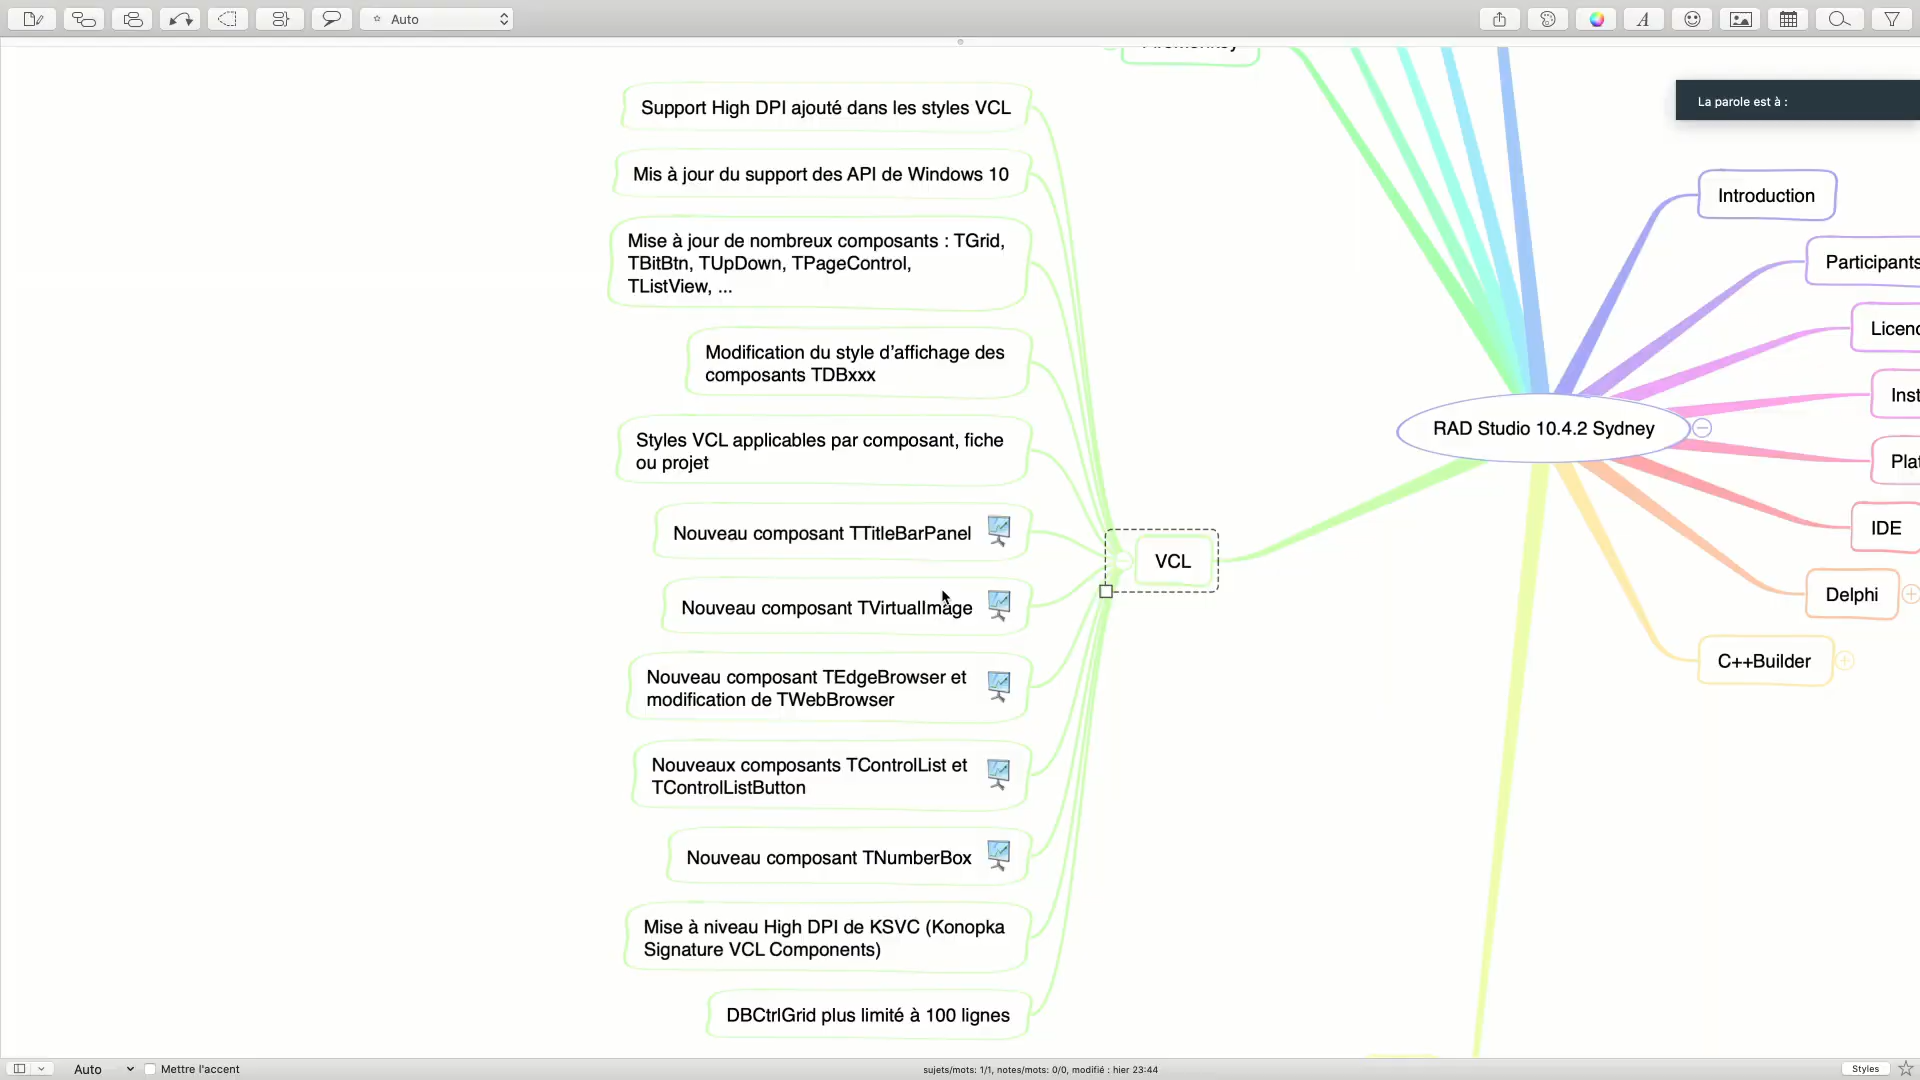 Auto
La parole est à :
Support High DPI ajouté dans les styles VCL
Mis à jour du support des API de Windows 10
Mise à jour de nombreux composants : TGrid,
TBitBtn, TUpDown, TPageControl,
TListView, ...
Modification du style d’affichage des
composants TDBxxx
Styles VCL applicables par composant, fiche
ou projet
Nouveau composant TTitleBarPanel
Nouveau composant TVirtualImage
Nouveau composant TEdgeBrowser et
modification de TWebBrowser
Nouveaux composants TControlList et
TControlListButton
Nouveau composant TNumberBox
Mise à niveau High DPI de KSVC (Konopka
Signature VCL Components)
DBCtrlGrid plus limité à 100 lignes
VCL
RAD Studio 10.4.2 Sydney
Introduction
Participants
Licenc
Inst
Plat
IDE
Delphi
C++Builder
Auto
Mettre l'accent
sujets/mots: 1/1, notes/mots: 0/0, modifié : hier 23:44
Styles